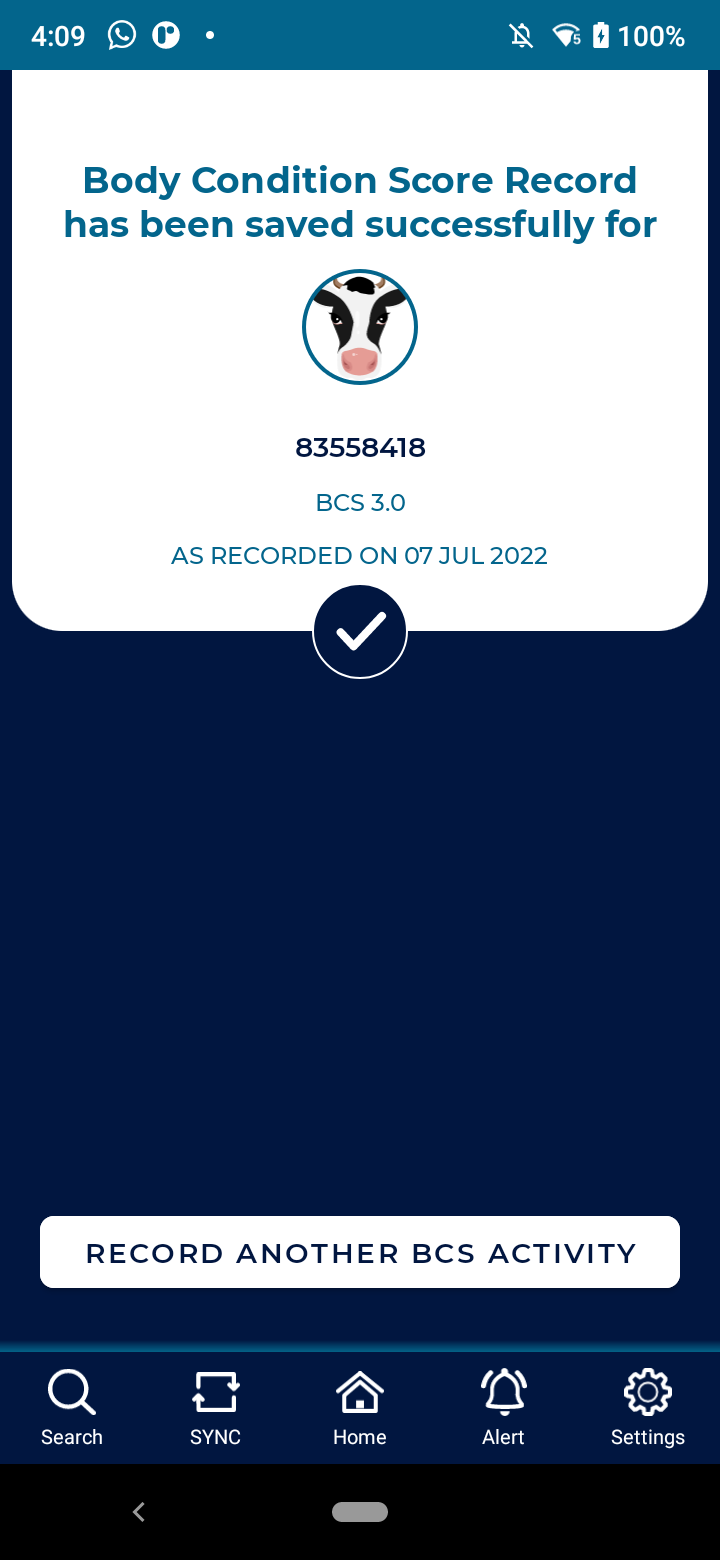 4:09
5
100%
Body Condition Score Record
has been saved successfully for
83558418
BCS 3.0
AS RECORDED ON 07 JUL 2022
RECORD ANOTHER BCS ACTIVITY
Search SYNC Home Alert Settings